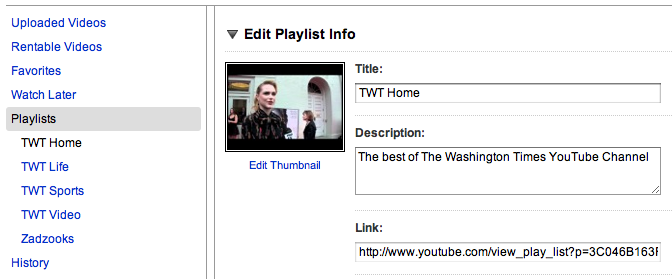 Uploaded Videos
Rentable Videos
Favorites
Watch Later
Playlists
TWT Home
TWT Life
TWT Sports
TWT Video
Zadzooks
History
Edit Playlist Info
Edit Thumbnail
Title:
TWT Home
Description:
The best of The Washington Times YouTube Channel
Link:
http://www.youtube.com/view_play_list?p=3C046B163F